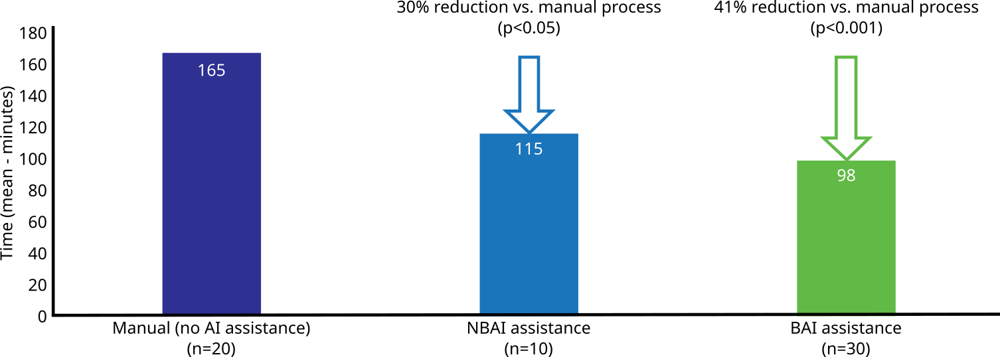 30% reduction vs. manual process
(p<0.05)
41% reduction vs. manual process
(p<0.001)
Time (mean - minutes)
180
160
140
120
100
80
60
40
20
0
165
115
98
Manual (no AI assistance)
(n=20)
NBAI assistance
(n=10)
BAI assistance
(n=30)